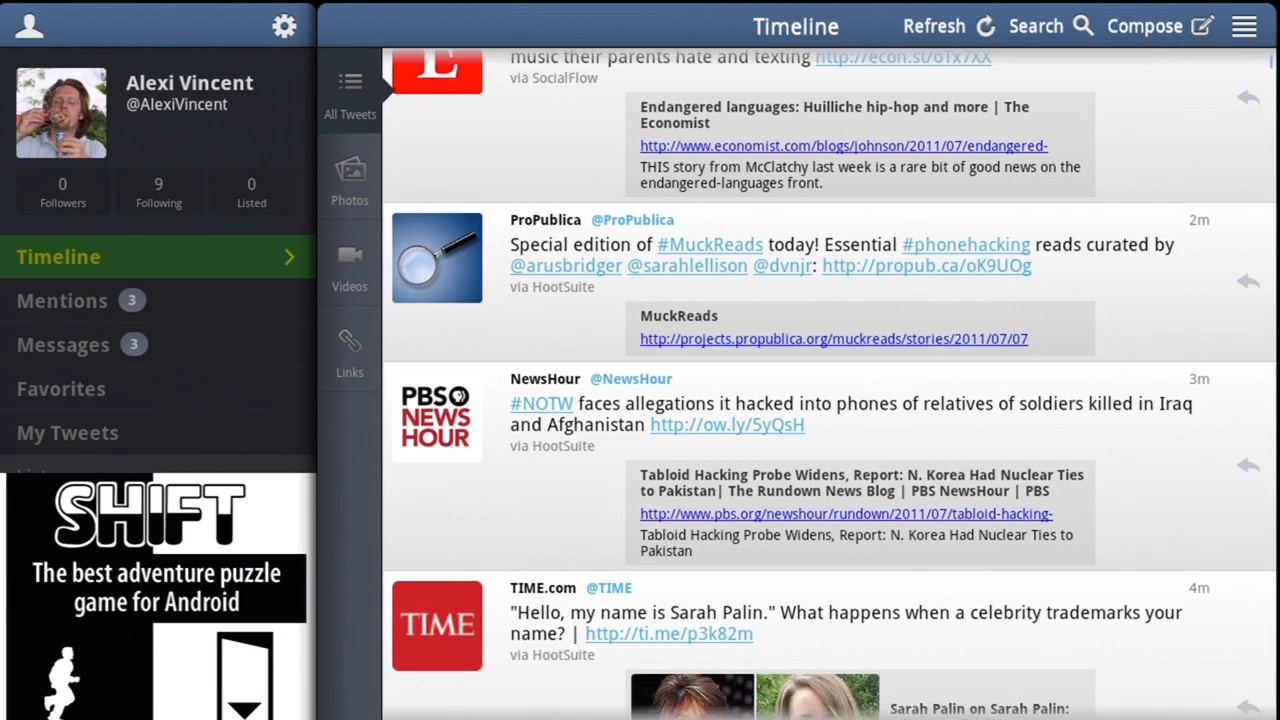 Timeline
Refresh
Search
Compose
Alexi Vincent
@AlexiVincent
0
Followers
9
Following
0
Listed
Timeline
Mentions 3
Messages 3
Favorites
My Tweets
SHIFT
The best adventure puzzle
game for Android
All Tweets
Photos
Videos
Links
E
music their parents hate and texting http://econ.st/o1x7XX
via SocialFlow
Endangered languages: Huilliche hip-hop and more | The
Economist
http://www.economist.com/blogs/johnson/2011/07/endangered-
THIS story from McClatchy last week is a rare bit of good news on the
endangered-languages front.
ProPublica @ProPublica 2m
Special edition of #MuckReads today! Essential #phonehacking reads curated by
@arusbridger @sarahlellison @dvnjr: http://propub.ca/oK9UOg
via HootSuite
MuckReads
http://projects.propublica.org/muckreads/stories/2011/07/07
PBS
NEWS
HOUR
NewsHour @NewsHour 3m
#NOTW faces allegations it hacked into phones of relatives of soldiers killed in Iraq
and Afghanistan http://ow.ly/5yQsH
via HootSuite
Tabloid Hacking Probe Widens, Report: N. Korea Had Nuclear Ties
to Pakistan| The Rundown News Blog | PBS NewsHour | PBS
http://www.pbs.org/newshour/rundown/2011/07/tabloid-hacking-
Tabloid Hacking Probe Widens, Report: N. Korea Had Nuclear Ties to
Pakistan
TIME
TIME.com @TIME 4m
"Hello, my name is Sarah Palin." What happens when a celebrity trademarks your
name? | http://ti.me/p3k82m
via HootSuite
Sarah Palin on Sarah Palin: